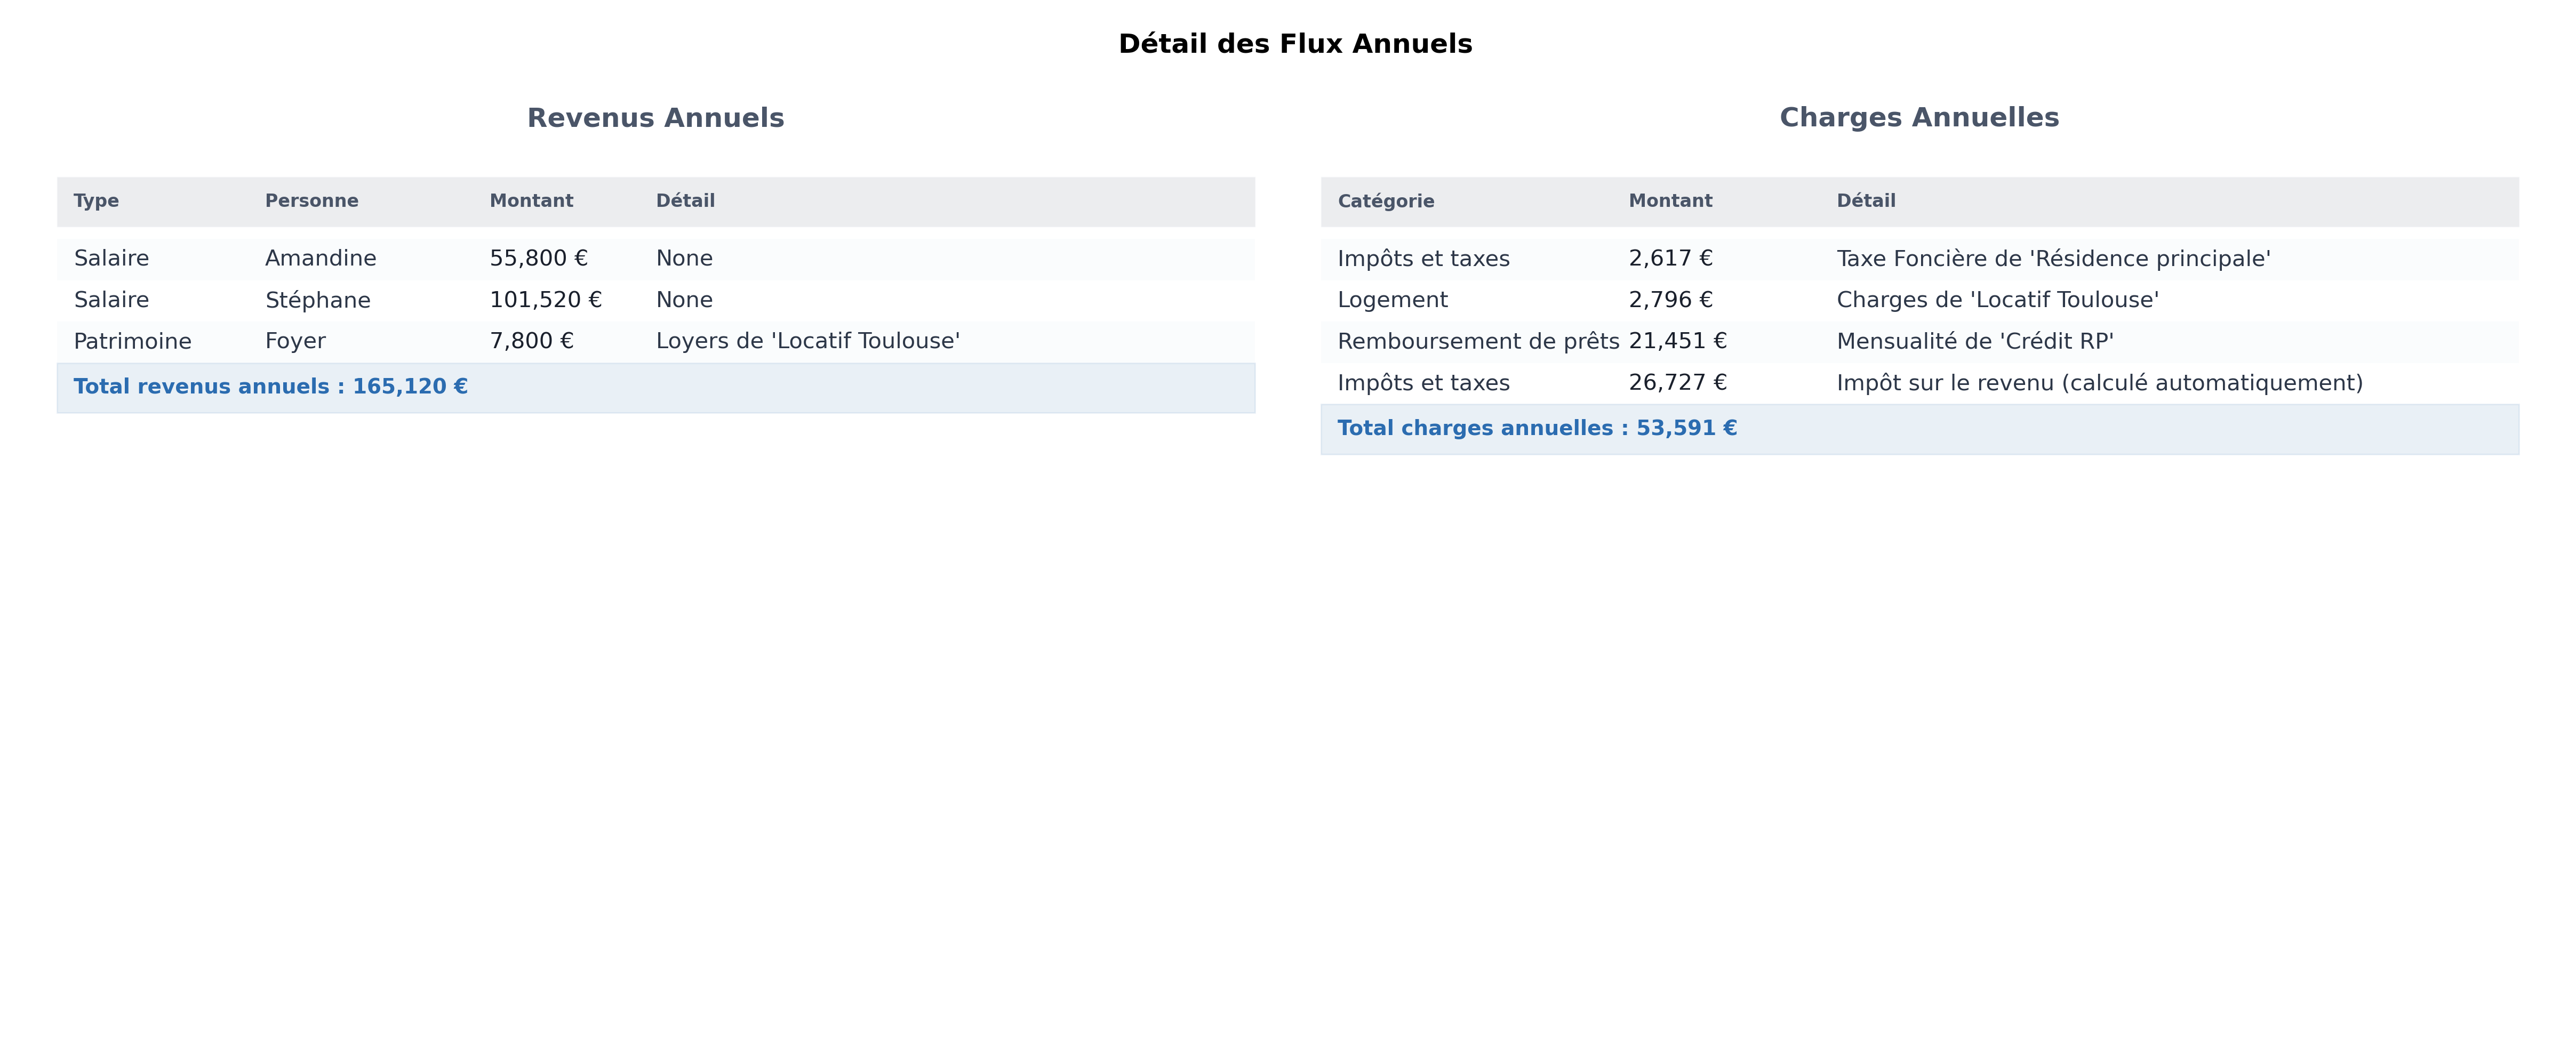 Détail des Flux Annuels
Revenus Annuels
Type Personne Montant Détail
Salaire Amandine 55,800 € None
Salaire Stéphane 101,520 € None
Patrimoine Foyer 7,800 € Loyers de 'Locatif Toulouse'
Total revenus annuels : 165,120 €
Charges Annuelles
Catégorie Montant Détail
Impôts et taxes 2,617 € Taxe Foncière de 'Résidence principale'
Logement 2,796 € Charges de 'Locatif Toulouse'
Remboursement de prêts 21,451 € Mensualité de 'Crédit RP'
Impôts et taxes 26,727 € Impôt sur le revenu (calculé automatiquement)
Total charges annuelles : 53,591 €